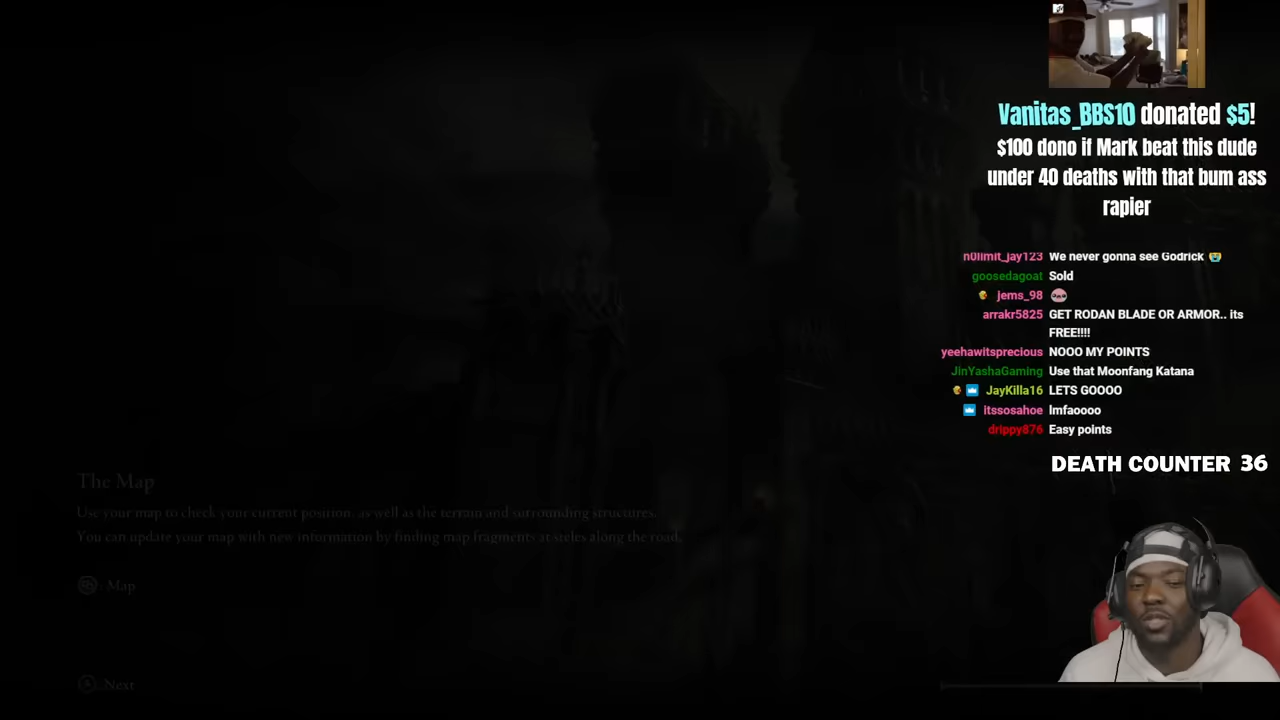 MTV
Vanitas_BBS10 donated $5!
$100 dono if Mark beat this dude
under 40 deaths with that bum ass
rapier
n0limit_jay123 We never gonna see Godrick 😭
goosedagoat Sold
jems_98
arrakr5825 GET RODAN BLADE OR ARMOR.. its
FREE!!!!
yeehawitsprecious NOOO MY POINTS
JinYashaGaming Use that Moonfang Katana
JayKilla16 LETS GOOOO
itssosahoe lmfaoooo
drippy876 Easy points
DEATH COUNTER 36
The Map
Use your map to check your current position, as well as the terrain and surrounding structures.
You can update your map with new information by finding map fragments at steles along the road.
: Map
: Next